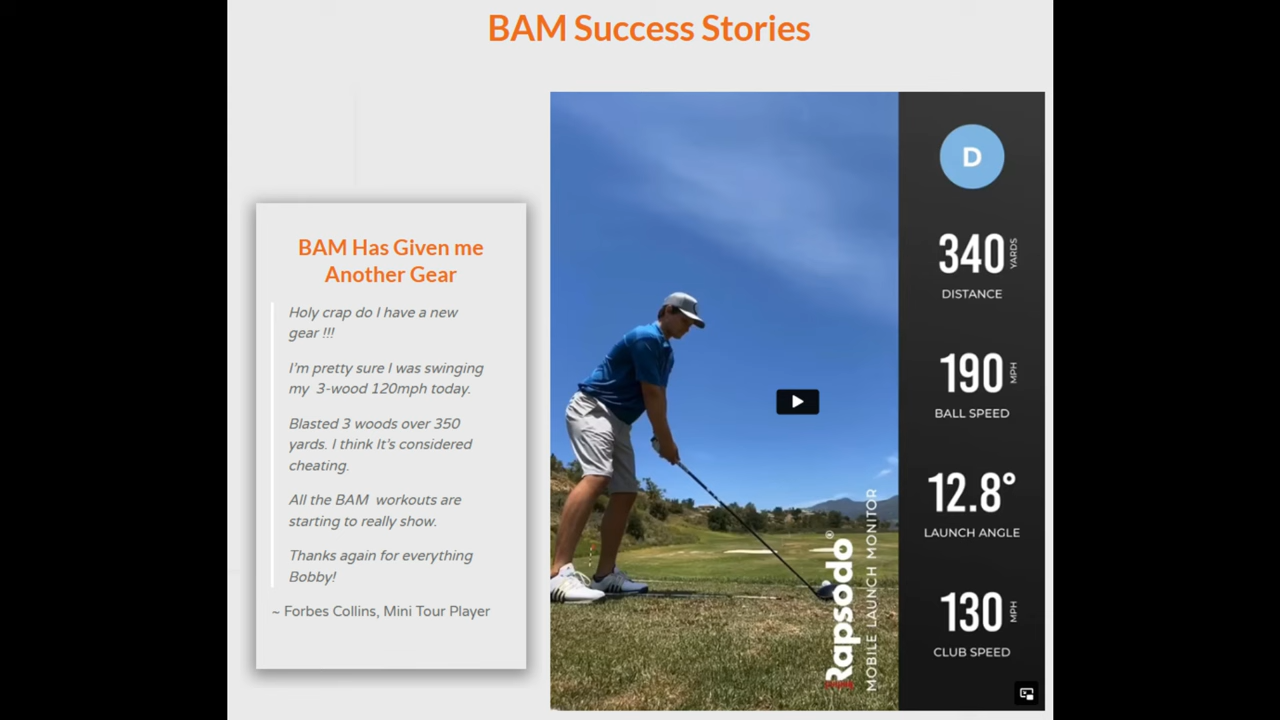 BAM Success Stories
BAM Has Given me
Another Gear
Holy crap do I have a new
gear !!!
I'm pretty sure I was swinging
my 3-wood 120mph today.
Blasted 3 woods over 350
yards. I think It's considered
cheating.
All the BAM workouts are
starting to really show.
Thanks again for everything
Bobby!
~ Forbes Collins, Mini Tour Player
Rapsodo®
MOBILE LAUNCH MONITOR
D
340 YARDS
DISTANCE
190 MPH
BALL SPEED
12.8°
LAUNCH ANGLE
130 MPH
CLUB SPEED